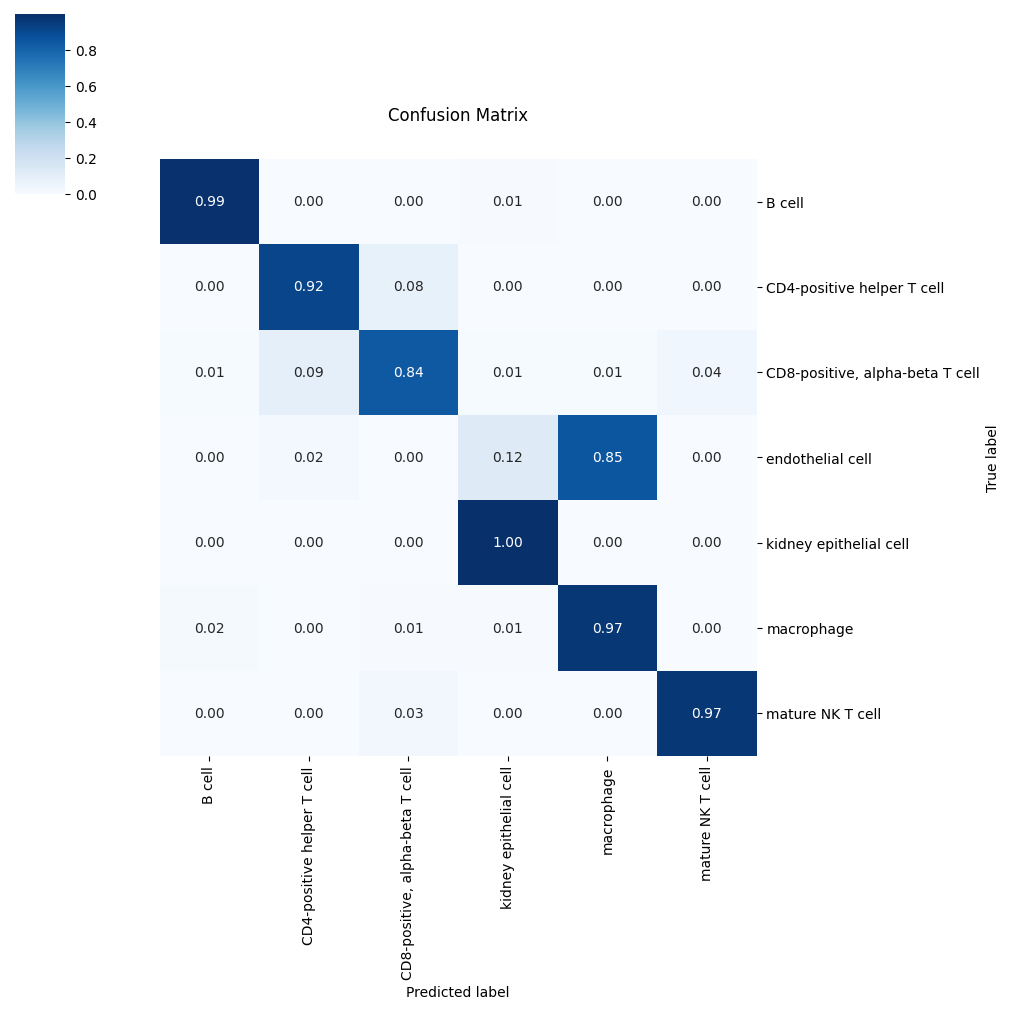 0.8
0.6
0.4
0.2
0.0
Confusion Matrix
0.99 0.00 0.00 0.01 0.00 0.00 B cell
0.00 0.92 0.08 0.00 0.00 0.00 CD4-positive helper T cell
0.01 0.09 0.84 0.01 0.01 0.04 CD8-positive, alpha-beta T cell
0.00 0.02 0.00 0.12 0.85 0.00 endothelial cell
0.00 0.00 0.00 1.00 0.00 0.00 kidney epithelial cell
0.02 0.00 0.01 0.01 0.97 0.00 macrophage
0.00 0.00 0.03 0.00 0.00 0.97 mature NK T cell
True label
B cell
CD4-positive helper T cell
CD8-positive, alpha-beta T cell
kidney epithelial cell
macrophage
mature NK T cell
Predicted label